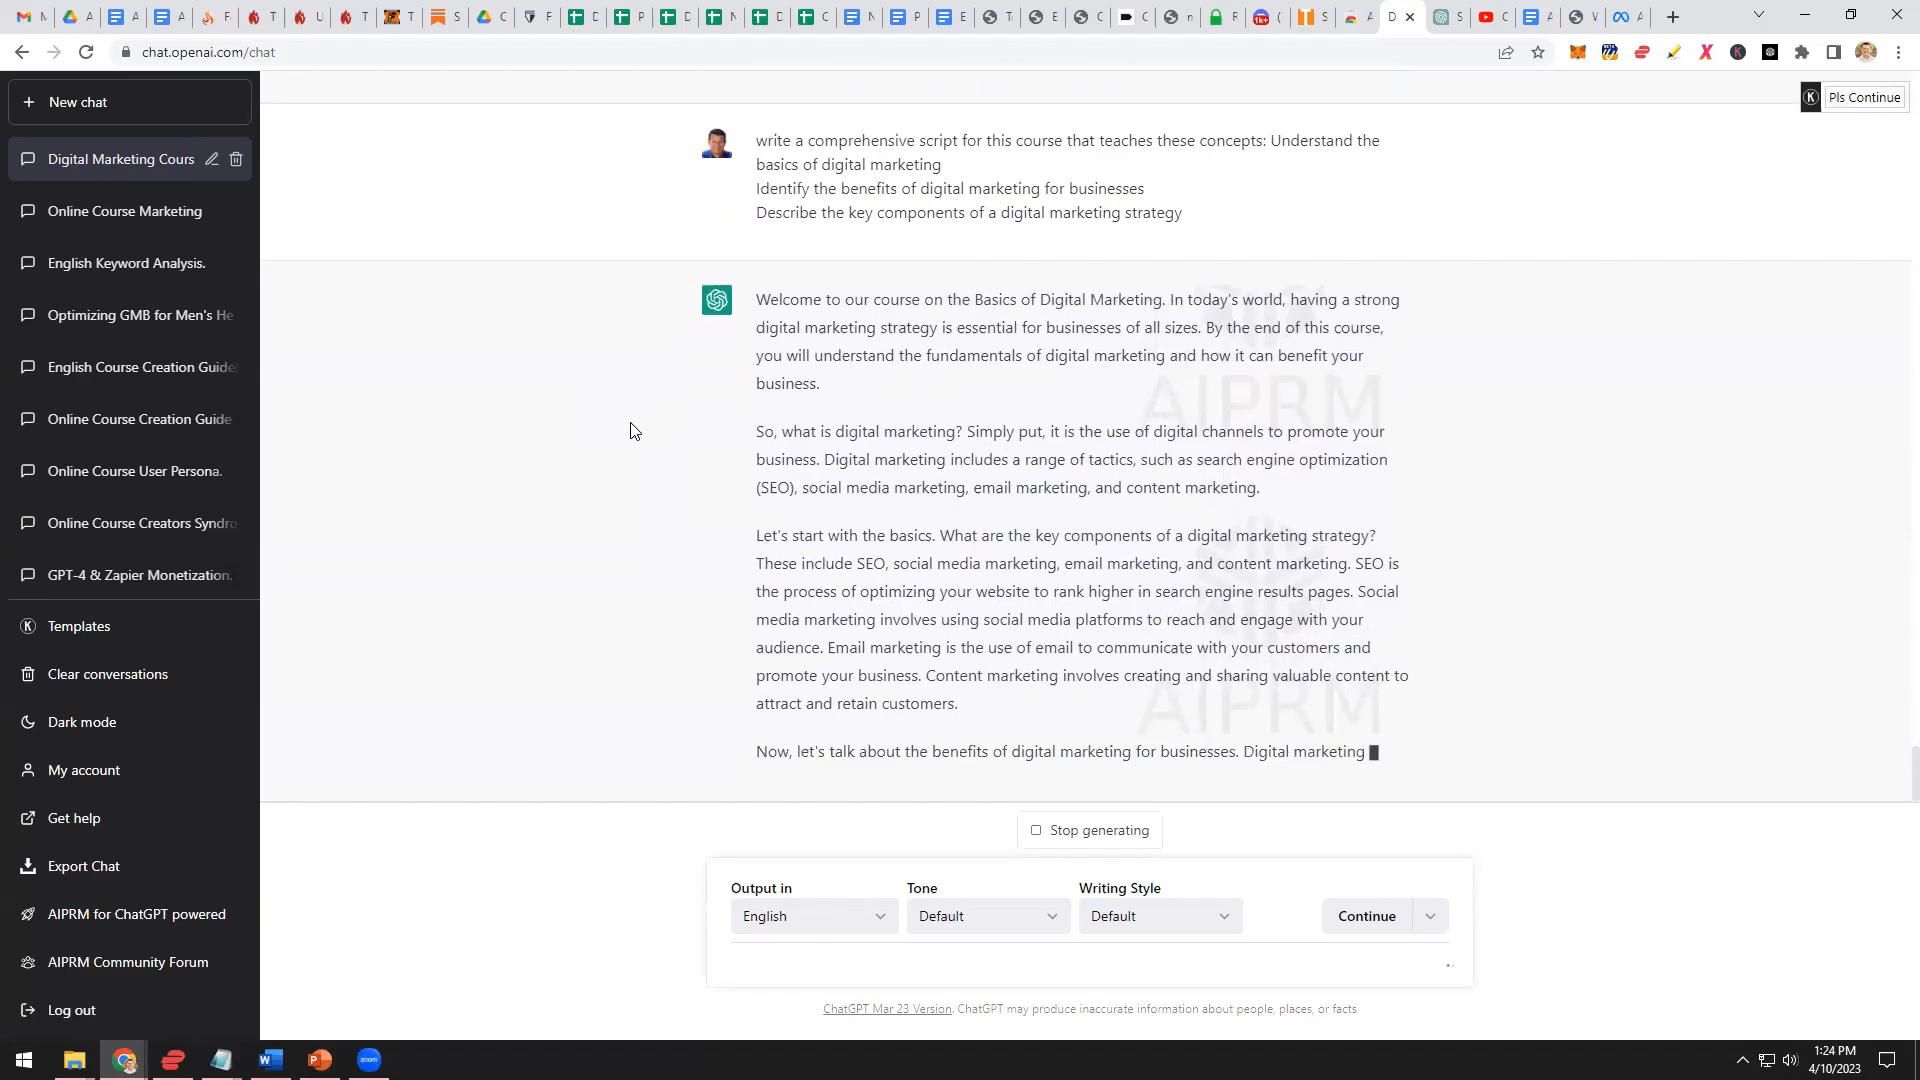 M
A
A
A
F
T
U
T
T
S
C
F
D
P
D
N
D
C
N
P
E
T
E
C
C
n
R
1k+ (
S
A
D
S
C
A
V
A
chat.openai.com/chat
New chat
K Pls Continue
write a comprehensive script for this course that teaches these concepts: Understand the
basics of digital marketing
Identify the benefits of digital marketing for businesses
Describe the key components of a digital marketing strategy
Digital Marketing Cours
Online Course Marketing
English Keyword Analysis.
Optimizing GMB for Men's He
English Course Creation Guide
Online Course Creation Guide
Online Course User Persona.
Online Course Creators Syndro
GPT-4 & Zapier Monetization.
Templates
Clear conversations
Dark mode
My account
Get help
Export Chat
AIPRM for ChatGPT powered
AIPRM Community Forum
Log out
Welcome to our course on the Basics of Digital Marketing. In today's world, having a strong
digital marketing strategy is essential for businesses of all sizes. By the end of this course,
you will understand the fundamentals of digital marketing and how it can benefit your
business.
So, what is digital marketing? Simply put, it is the use of digital channels to promote your
business. Digital marketing includes a range of tactics, such as search engine optimization
(SEO), social media marketing, email marketing, and content marketing.
Let's start with the basics. What are the key components of a digital marketing strategy?
These include SEO, social media marketing, email marketing, and content marketing. SEO is
the process of optimizing your website to rank higher in search engine results pages. Social
media marketing involves using social media platforms to reach and engage with your
audience. Email marketing is the use of email to communicate with your customers and
promote your business. Content marketing involves creating and sharing valuable content to
attract and retain customers.
Now, let's talk about the benefits of digital marketing for businesses. Digital marketing
AIPRM
AIPRM
Stop generating
Output in
Tone
Writing Style
English
Default
Default
Continue
ChatGPT Mar 23 Version. ChatGPT may produce inaccurate information about people, places, or facts
zoom
1:24 PM
4/10/2023